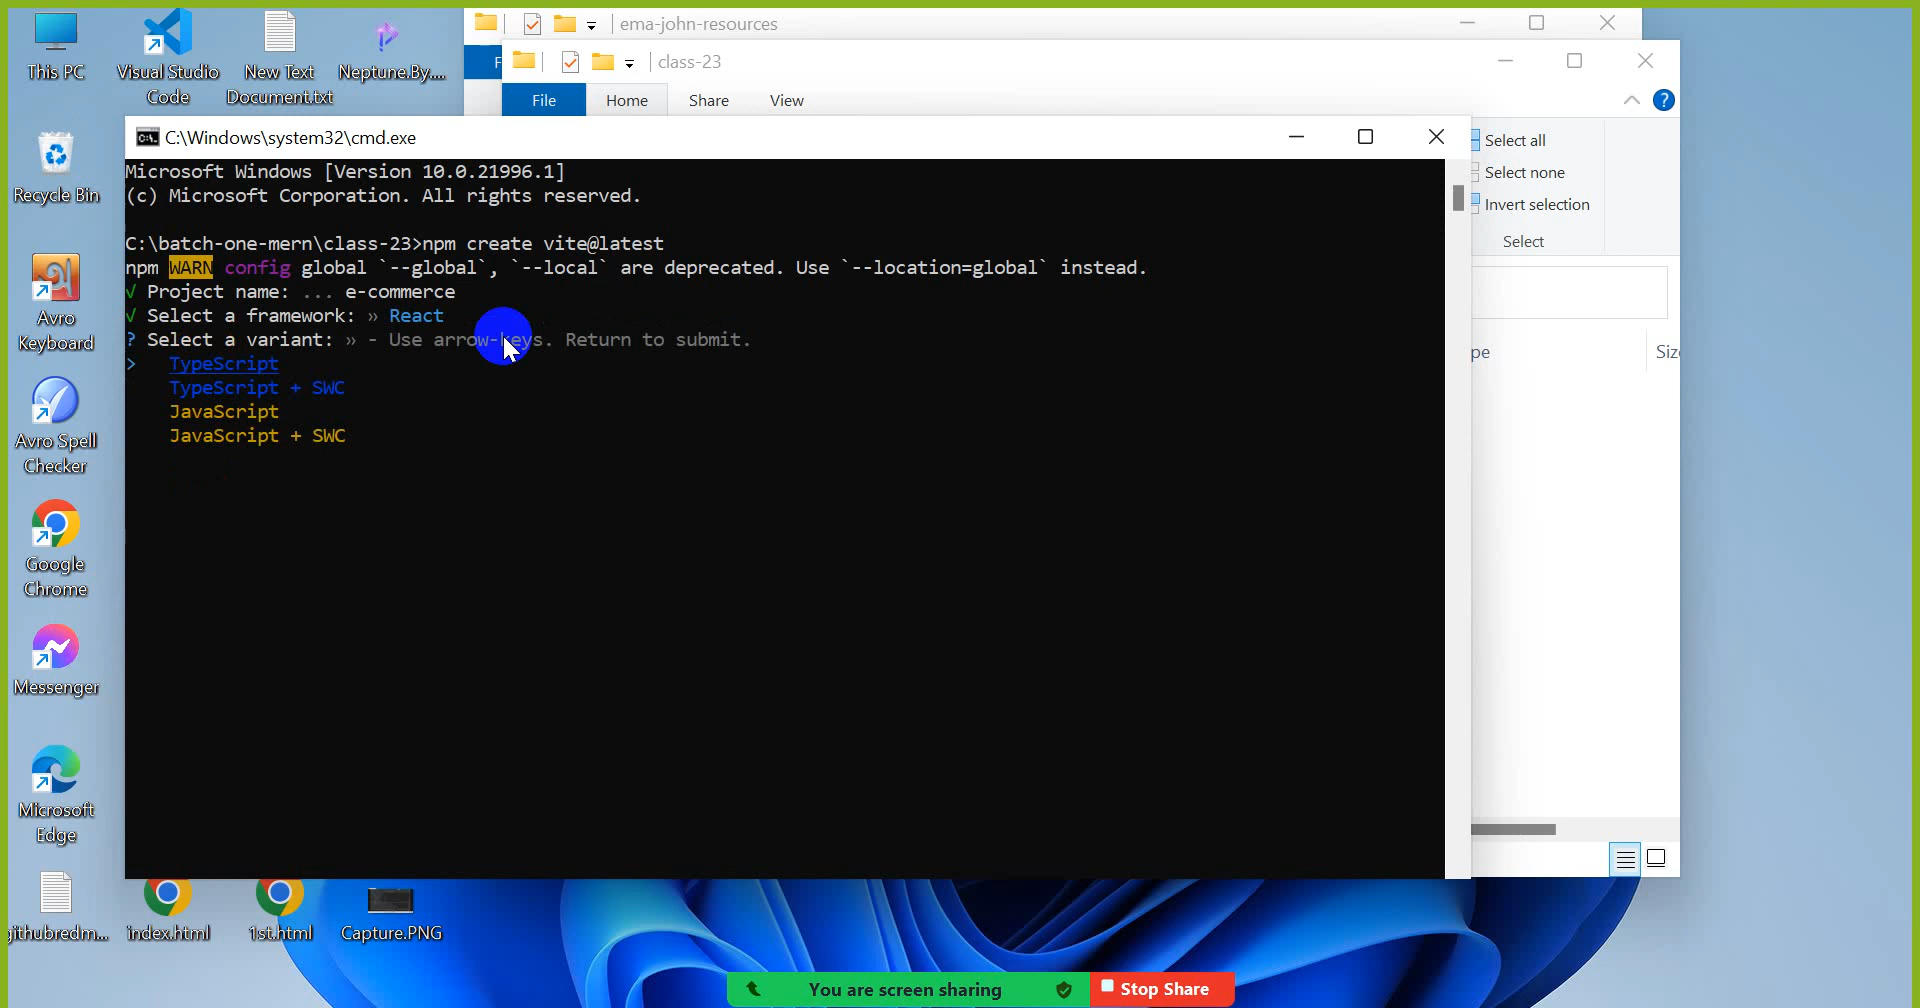 This PC
Visual Studio
Code
New Text
Document.txt
Neptune.By....
Recycle Bin
Avro
Keyboard
Avro Spell
Checker
Google
Chrome
Messenger
Microsoft
Edge
githubredm...
index.html
1st.html
Capture.PNG
ema-john-resources
F
class-23
File
Home
Share
View
?
Select all
Select none
Invert selection
Select
pe
C:\Windows\system32\cmd.exe
Microsoft Windows [Version 10.0.21996.1]
(c) Microsoft Corporation. All rights reserved.
C:\batch-one-mern\class-23>npm create vite@latest
npm WARN config global `--global`, `--local` are deprecated. Use `--location=global` instead.
√ Project name: ... e-commerce
√ Select a framework: » React
? Select a variant: » - Use arrow-keys. Return to submit.
> TypeScript
TypeScript + SWC
JavaScript
JavaScript + SWC
You are screen sharing
Stop Share